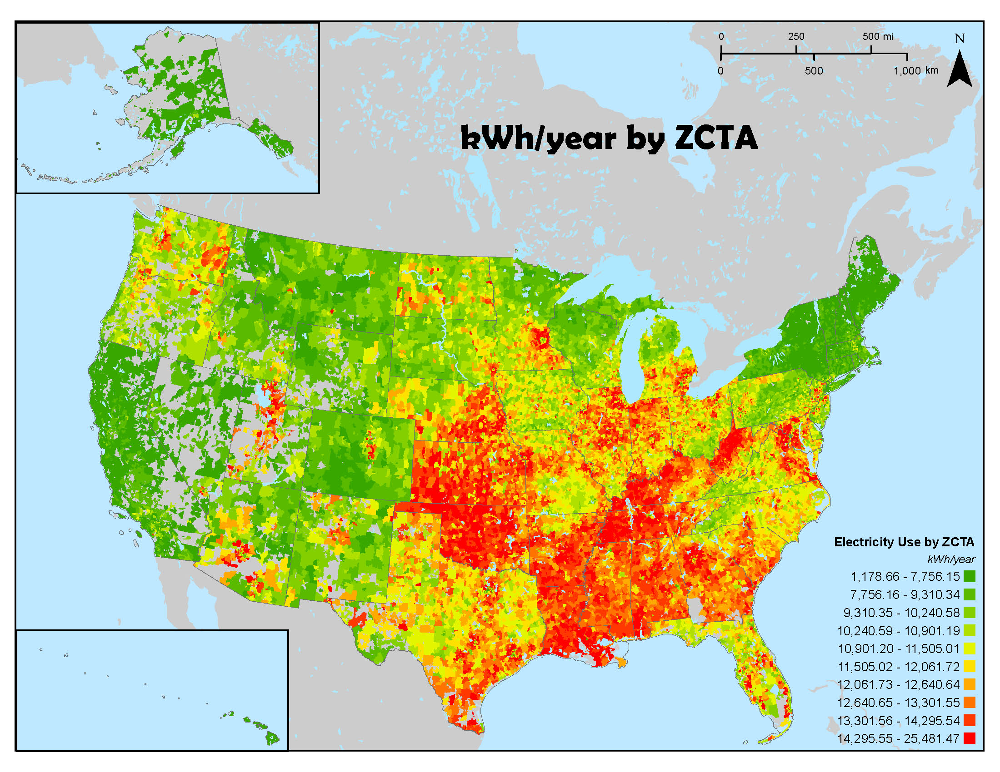 0 250 500 mi
N
0 500 1,000 km
kWh/year by ZCTA
Electricity Use by ZCTA
kWh/year
1,178.66 - 7,756.15
7,756.16 - 9,310.34
9,310.35 - 10,240.58
10,240.59 - 10,901.19
10,901.20 - 11,505.01
11,505.02 - 12,061.72
12,061.73 - 12,640.64
12,640.65 - 13,301.55
13,301.56 - 14,295.54
14,295.55 - 25,481.47